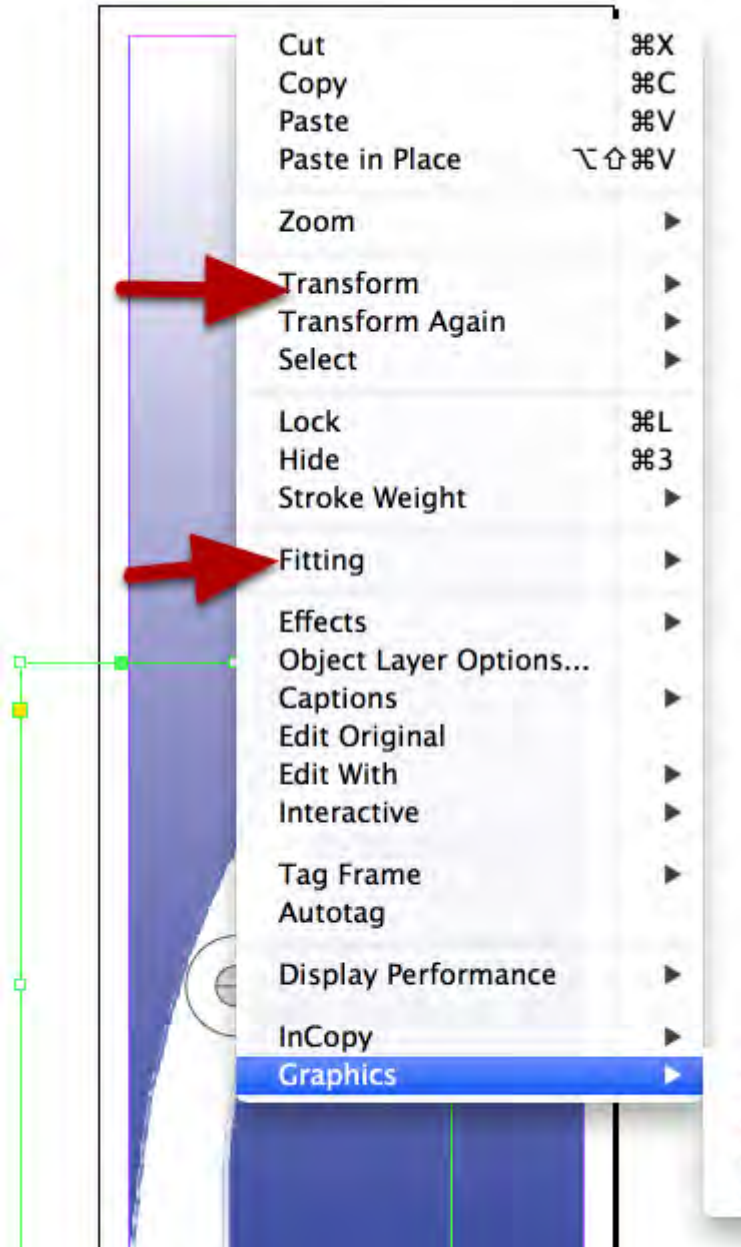 Cut ⌘X
Copy ⌘C
Paste ⌘V
Paste in Place ⌥⇧⌘V
Zoom
Transform
Transform Again
Select
Lock ⌘L
Hide ⌘3
Stroke Weight
Fitting
Effects
Object Layer Options...
Captions
Edit Original
Edit With
Interactive
Tag Frame
Autotag
Display Performance
InCopy
Graphics